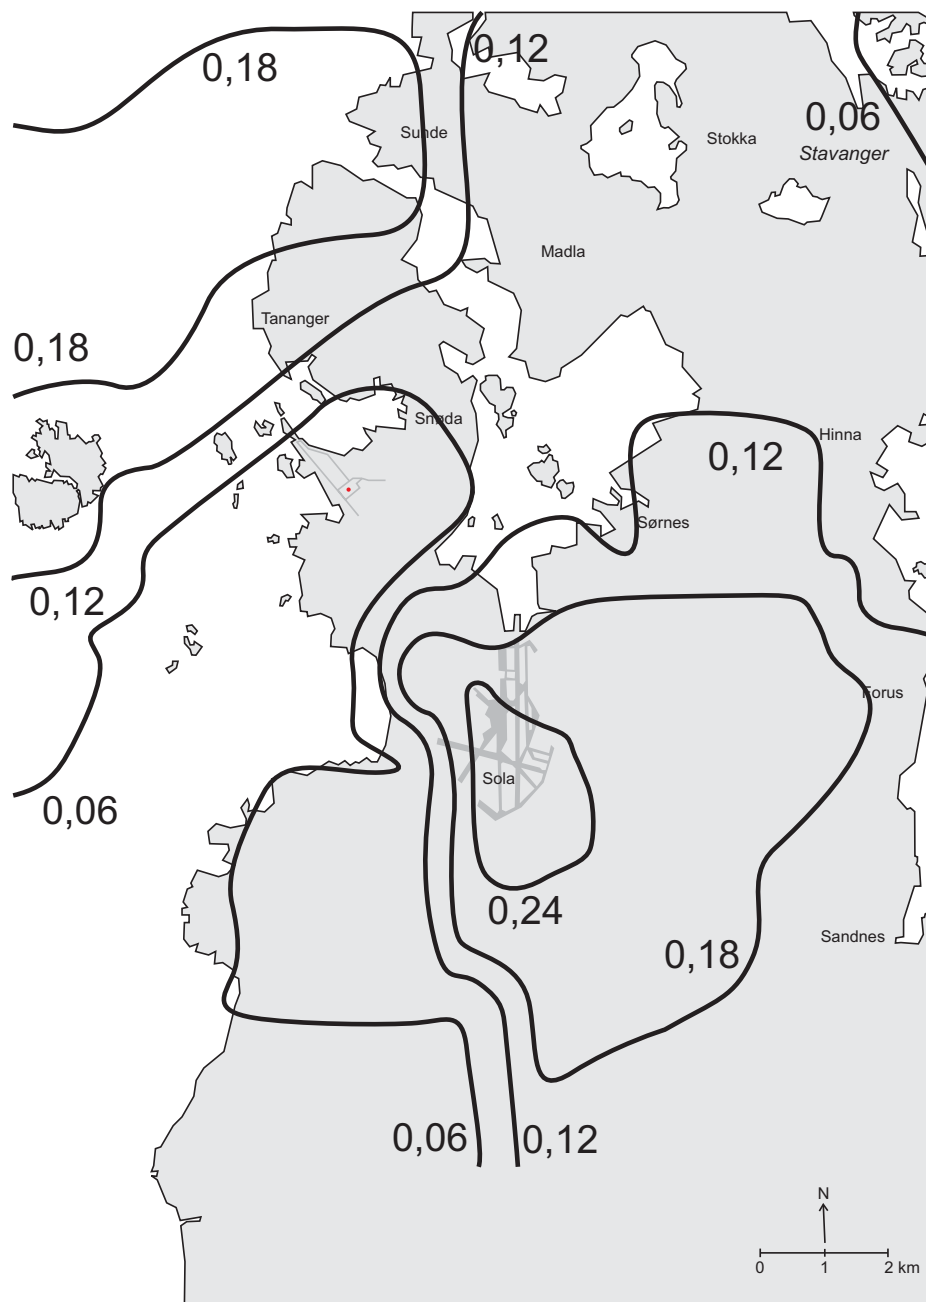 0,12
0,18
0,06
Sunde
Stokka
Stavanger
Madla
Tananger
0,18
Snøda
Hinna
0,12
Sørnes
0,12
Forus
Sola
0,06
0,24
Sandnes
0,18
0,06
0,12
N
0
1
2 km